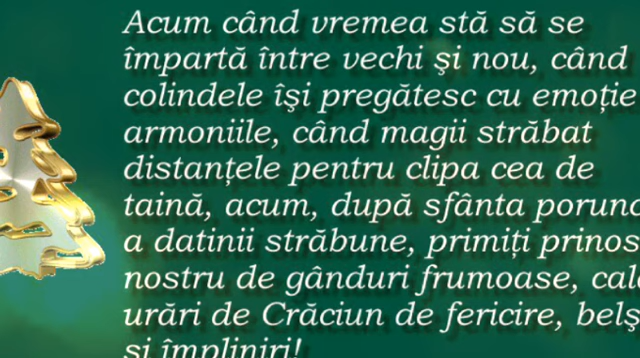 Acum când vremea stă să se
împartă între vechi şi nou, când
colindele îşi pregătesc cu emoţie
armoniile, când magii străbat
distanţele pentru clipa cea de
taină, acum, după sfânta porunc
a datinii străbune, primiţi prinos
nostru de gânduri frumoase, cal
urări de Crăciun de fericire, belş
şi împliniri!